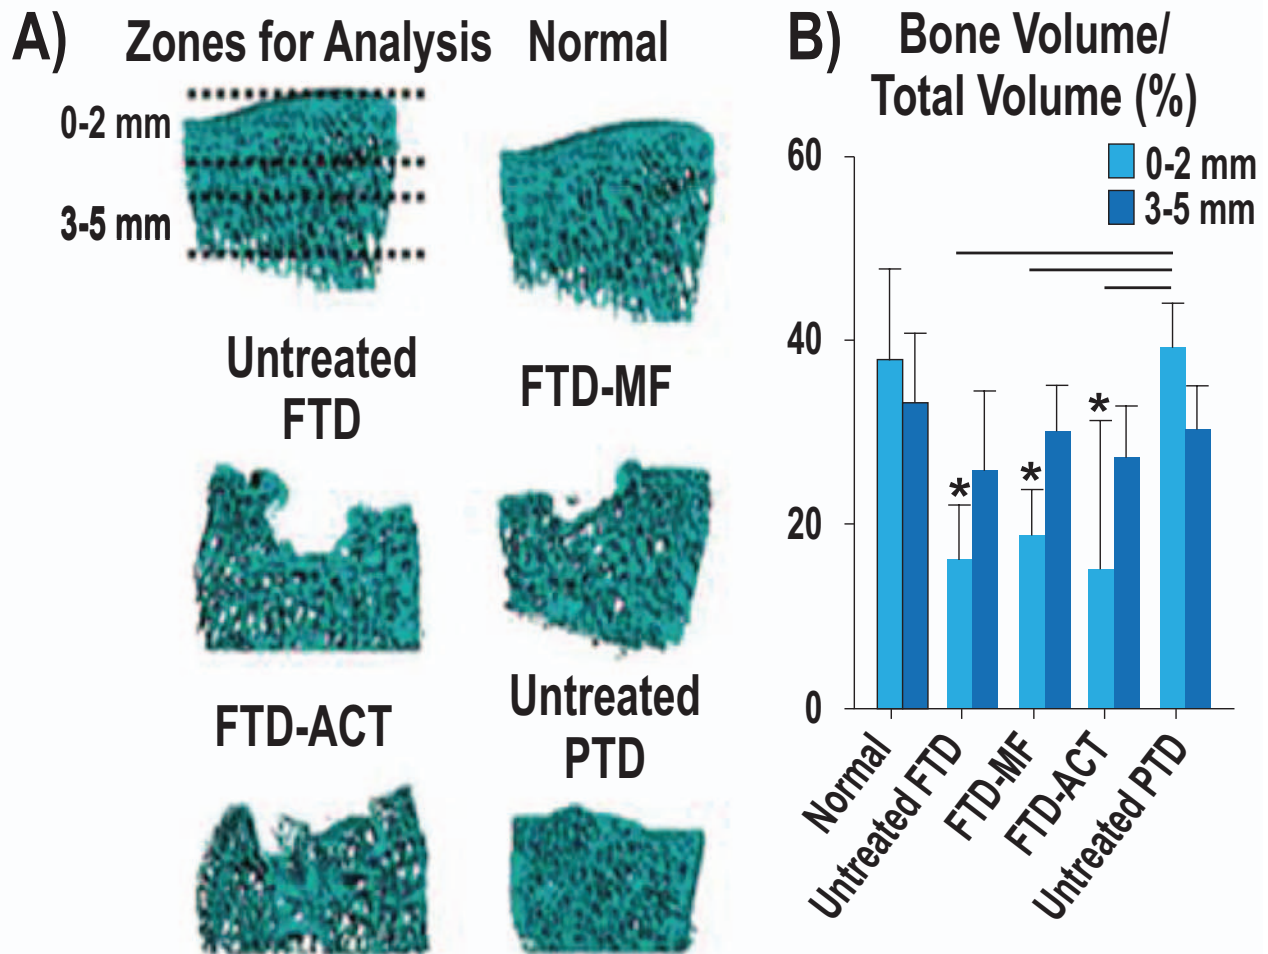 A)
Zones for Analysis
Normal
0-2 mm
3-5 mm
Untreated
FTD
FTD-MF
FTD-ACT
Untreated
PTD
B)
Bone Volume/
Total Volume (%)
0-2 mm
3-5 mm
60
40
20
0
*
*
*
Normal
Untreated FTD
FTD-MF
FTD-ACT
Untreated PTD